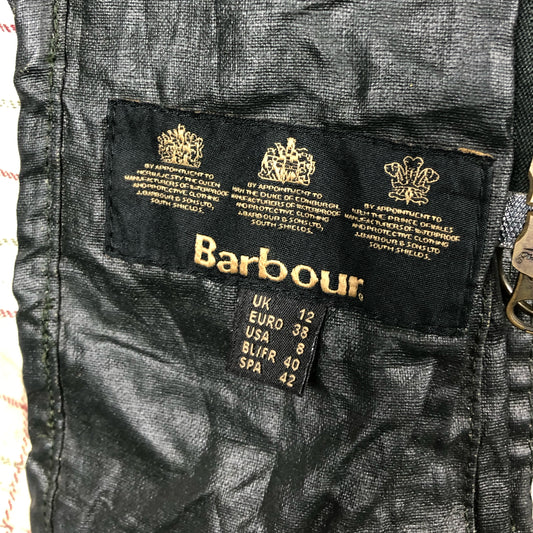 BY APPOINTMENT TO
HER MAJESTY THE QUEEN
MANUFACTURERS OF WATERPROOF
AND PROTECTIVE CLOTHING
J.BARBOUR & SONS LTD
SOUTH SHIELDS.
BY APPOINTMENT TO
H.R.H THE DUKE OF EDINBURGH,
MANUFACTURERS OF WATERPROOF
AND PROTECTIVE CLOTHING
J.BARBOUR & SONS LTD,
SOUTH SHIELDS.
BY APPOINTMENT TO
H.R.H THE PRINCE OF WALES
MANUFACTURERS OF WATERPROOF
AND PROTECTIVE CLOTHING
J.BARBOUR & SONS LTD
SOUTH SHIELDS.
Barbour®
UK 12
EURO 38
USA 8
BL/FR 40
SPA 42